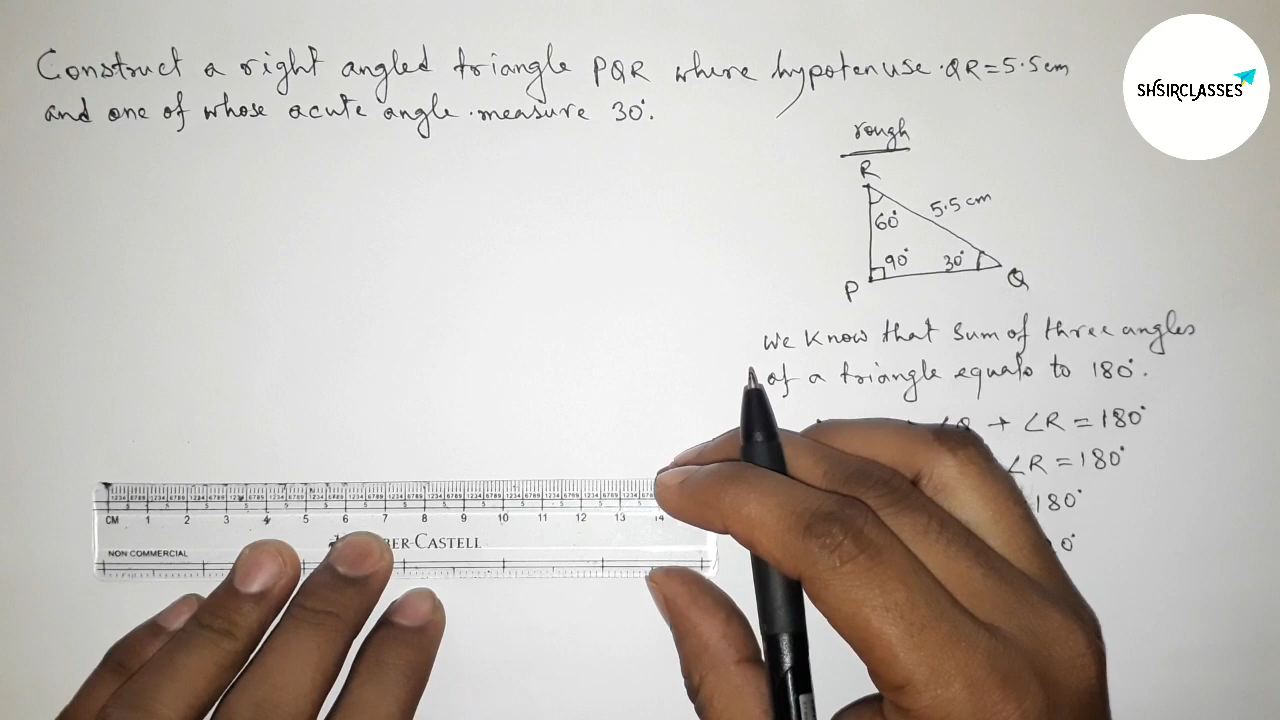 Construct a right angled triangle PQR where hypotenuse. QR = 5.5 cm
and one of whose acute angle. measure 30°.
SHSIRCLASSES
rough
R
5.5 cm
60°
90°
30°
P
Q
we know that sum of three angles
of a triangle equals to 180°.
∠Q + ∠R = 180°
∠R = 180°
180°
0°
1234 6789
CM 1 2 3 4 5 6 7 8 9 10 11 12 13 14
BER-CASTELL
NON COMMERCIAL